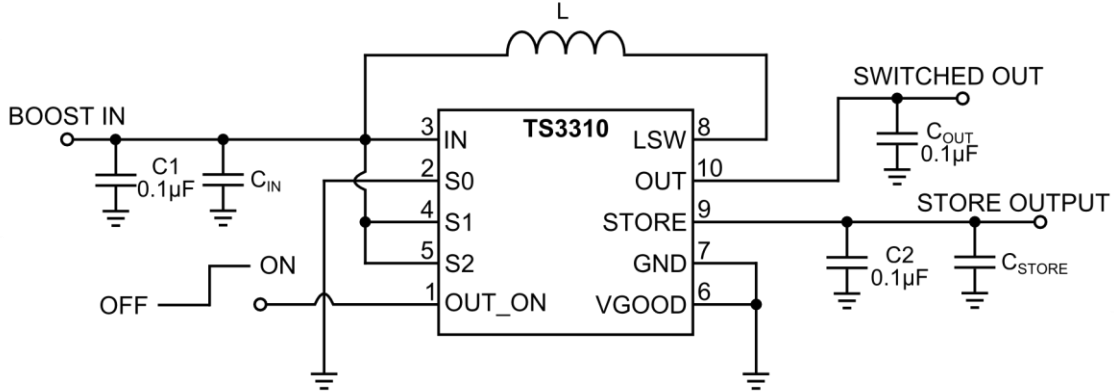 L
BOOST IN
SWITCHED OUT
TS3310
3 IN
LSW 8
C1
0.1µF
CIN
COUT
0.1µF
2 S0
OUT 10
4 S1
STORE 9
STORE OUTPUT
5 S2
GND 7
C2
0.1µF
CSTORE
OFF
ON
1 OUT_ON
VGOOD 6